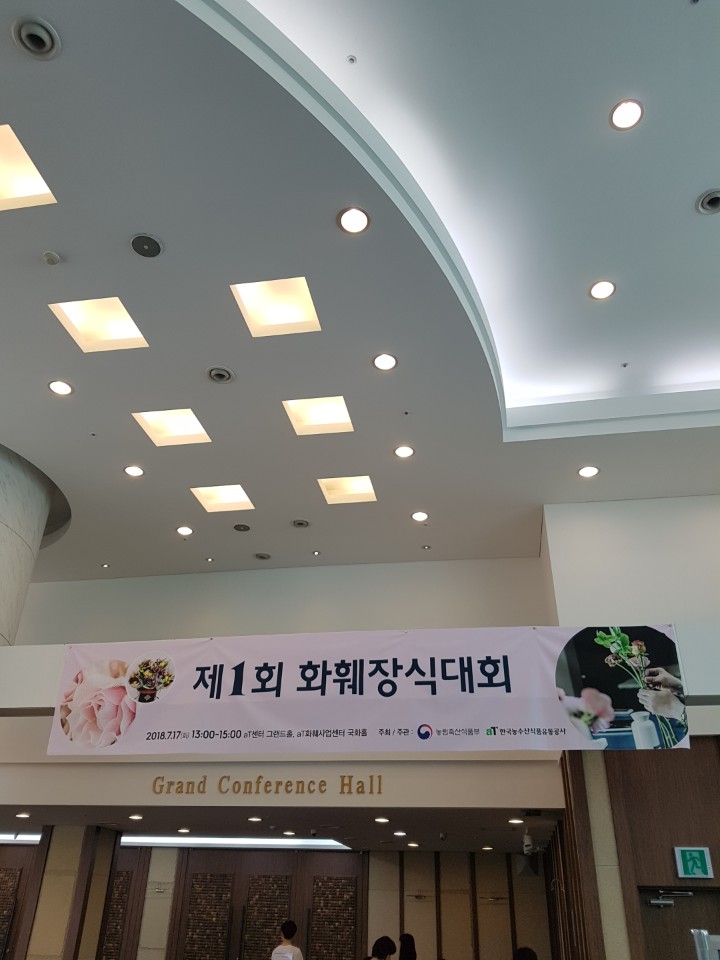 제1회 화훼장식대회
2018.7.17(화) 13:00~15:00 aT센터 그랜드홀, aT화훼사업센터 국화홀 주최 / 주관 : 농림축산식품부 aT 한국농수산식품유통공사
Grand Conference Hall